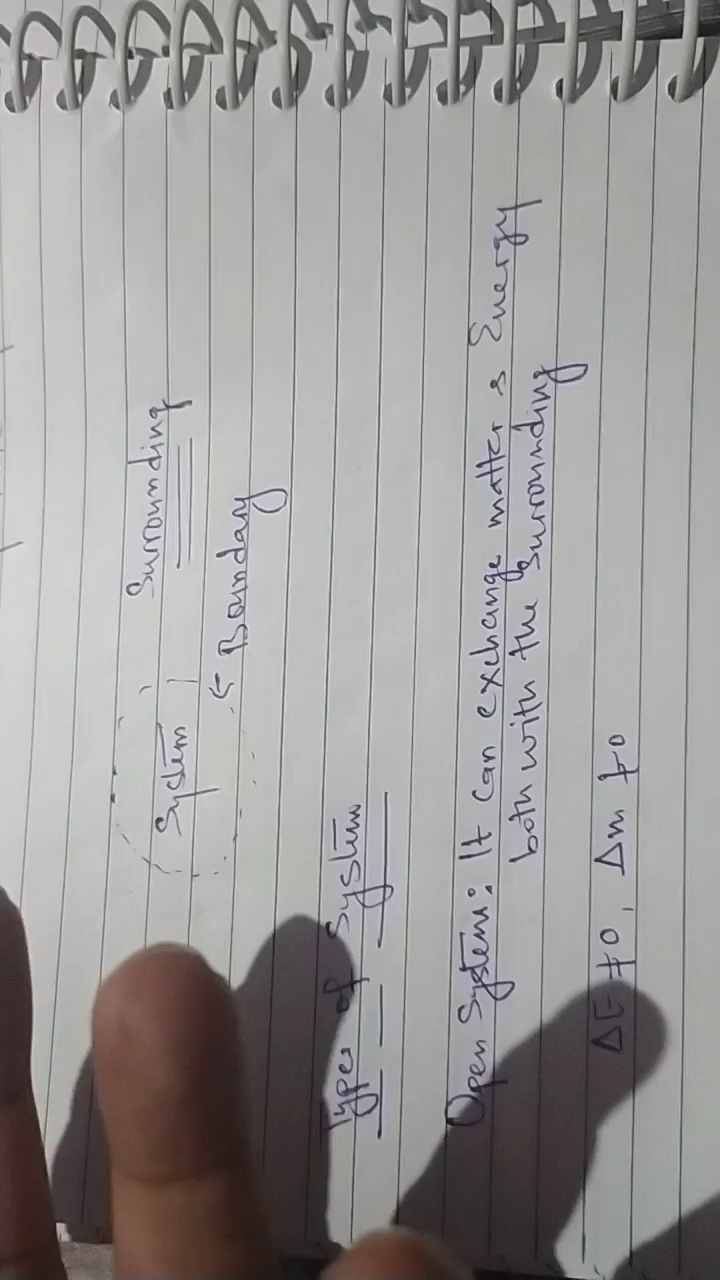 Surrounding
System
← Boundary
Types of System
Open System: It can exchange matter & Energy
both with the surrounding
ΔE ≠ 0, Δm ≠ 0